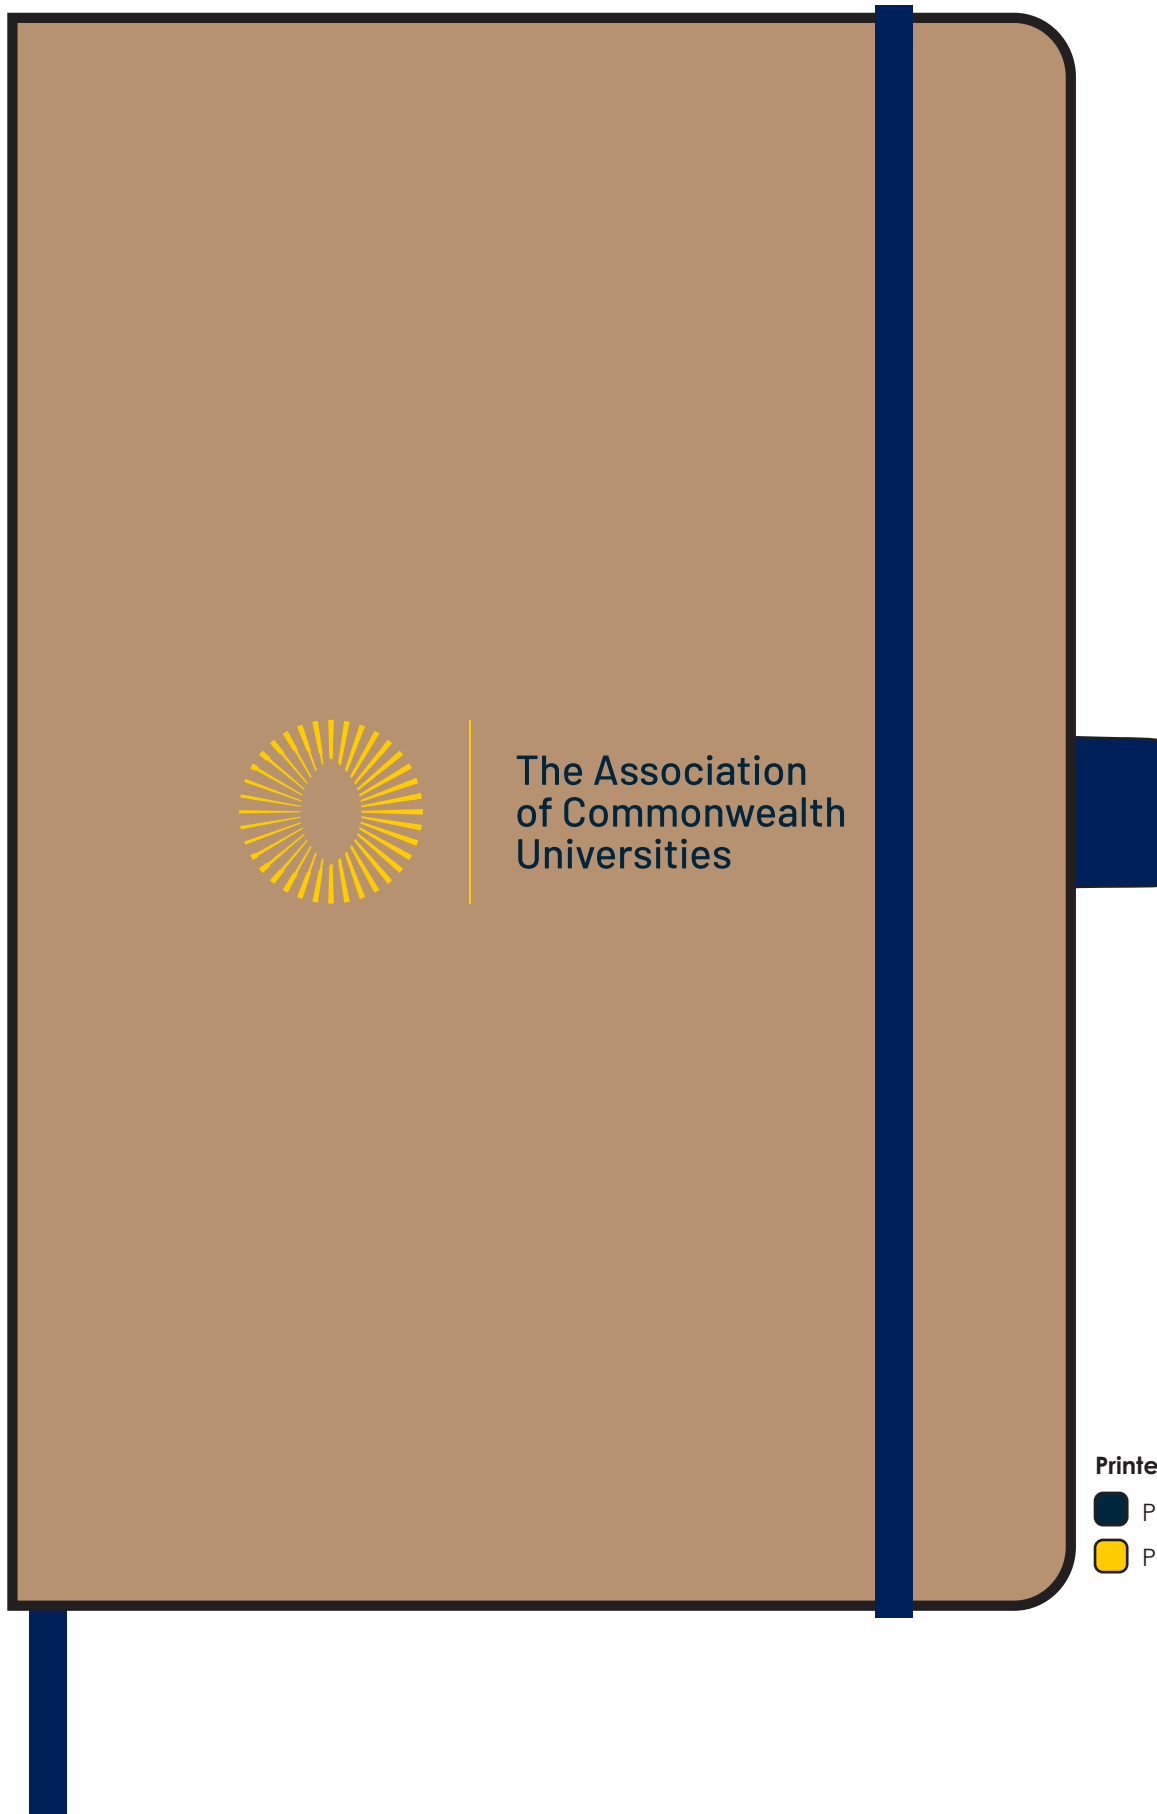 The Association
of Commonwealth
Universities
Printe
P
P